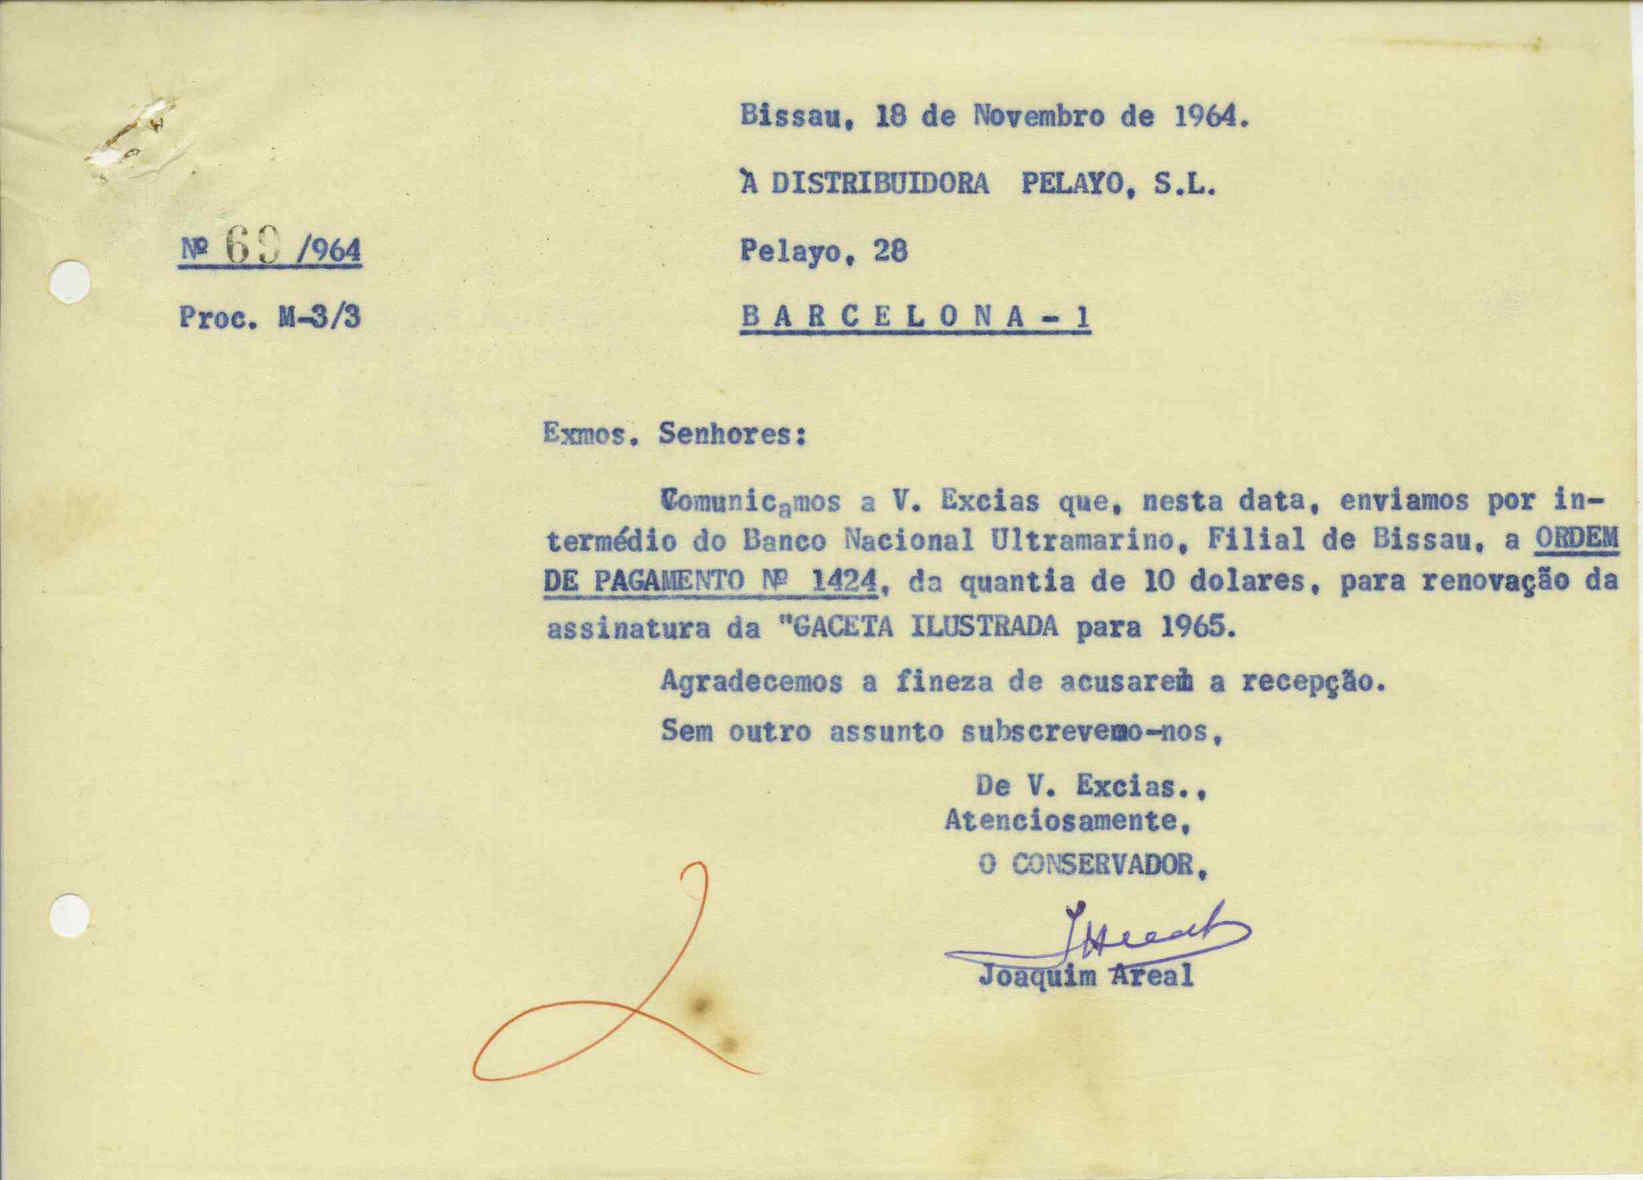 Bissau, 18 de Novembro de 1964.
À DISTRIBUIDORA PELAYO, S.L.
Nº 69 /964
Pelayo, 28
Proc. M-3/3
BARCELONA - 1
Exmos. Senhores:
Comunicamos a V. Excias que, nesta data, enviamos por in-
termédio do Banco Nacional Ultramarino, Filial de Bissau, a ORDEM
DE PAGAMENTO Nº 1424, da quantia de 10 dolares, para renovação da
assinatura da "GACETA ILUSTRADA para 1965.
Agradecemos a fineza de acusarem a recepção.
Sem outro assunto subscrevemo-nos,
De V. Excias.,
Atenciosamente,
O CONSERVADOR,
JAreal
Joaquim Areal
2